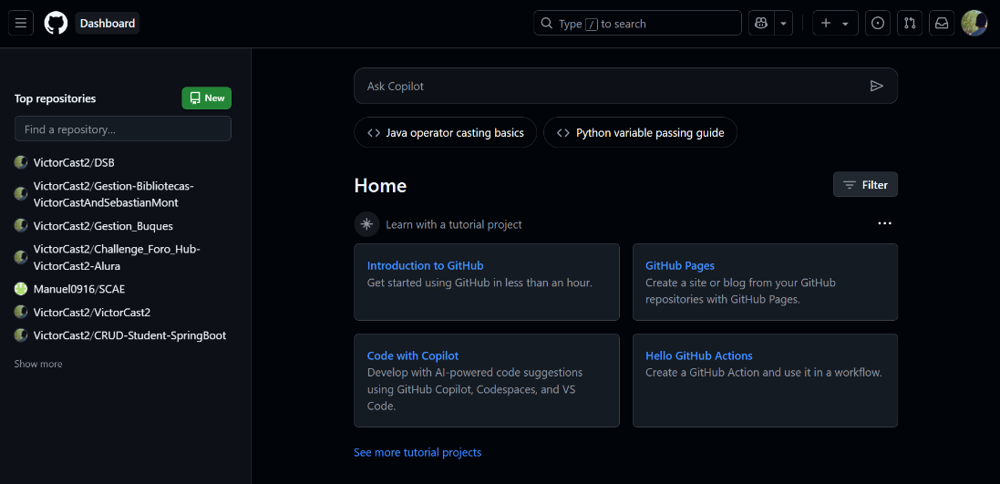 Dashboard
Type / to search
Top repositories
New
Find a repository...
VictorCast2/DSB
VictorCast2/Gestion-Bibliotecas-
VictorCastAndSebastianMont
VictorCast2/Gestion_Buques
VictorCast2/Challenge_Foro_Hub-
VictorCast2-Alura
Manuel0916/SCAE
VictorCast2/VictorCast2
VictorCast2/CRUD-Student-SpringBoot
Show more
Ask Copilot
Java operator casting basics
Python variable passing guide
Home
Filter
Learn with a tutorial project
Introduction to GitHub
Get started using GitHub in less than an hour.
GitHub Pages
Create a site or blog from your GitHub
repositories with GitHub Pages.
Code with Copilot
Develop with AI-powered code suggestions
using GitHub Copilot, Codespaces, and VS
Code.
Hello GitHub Actions
Create a GitHub Action and use it in a workflow.
See more tutorial projects